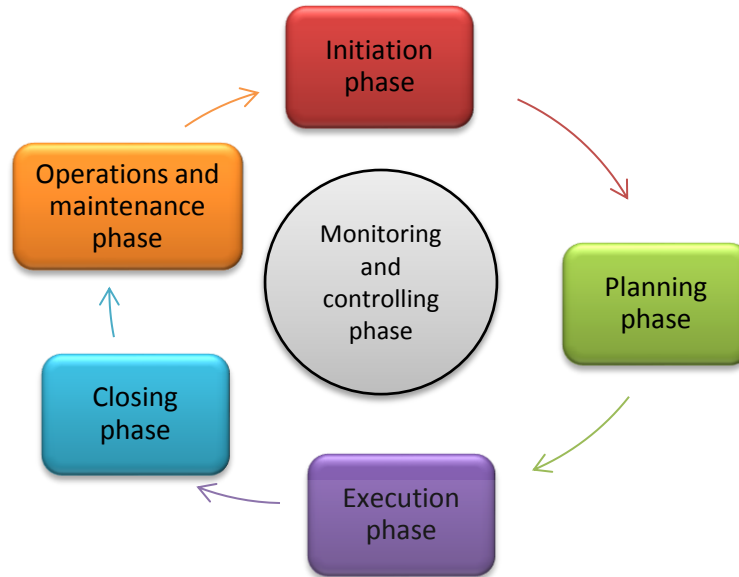 Initiation
phase
Planning
phase
Execution
phase
Closing
phase
Operations and
maintenance
phase
Monitoring
and
controlling
phase